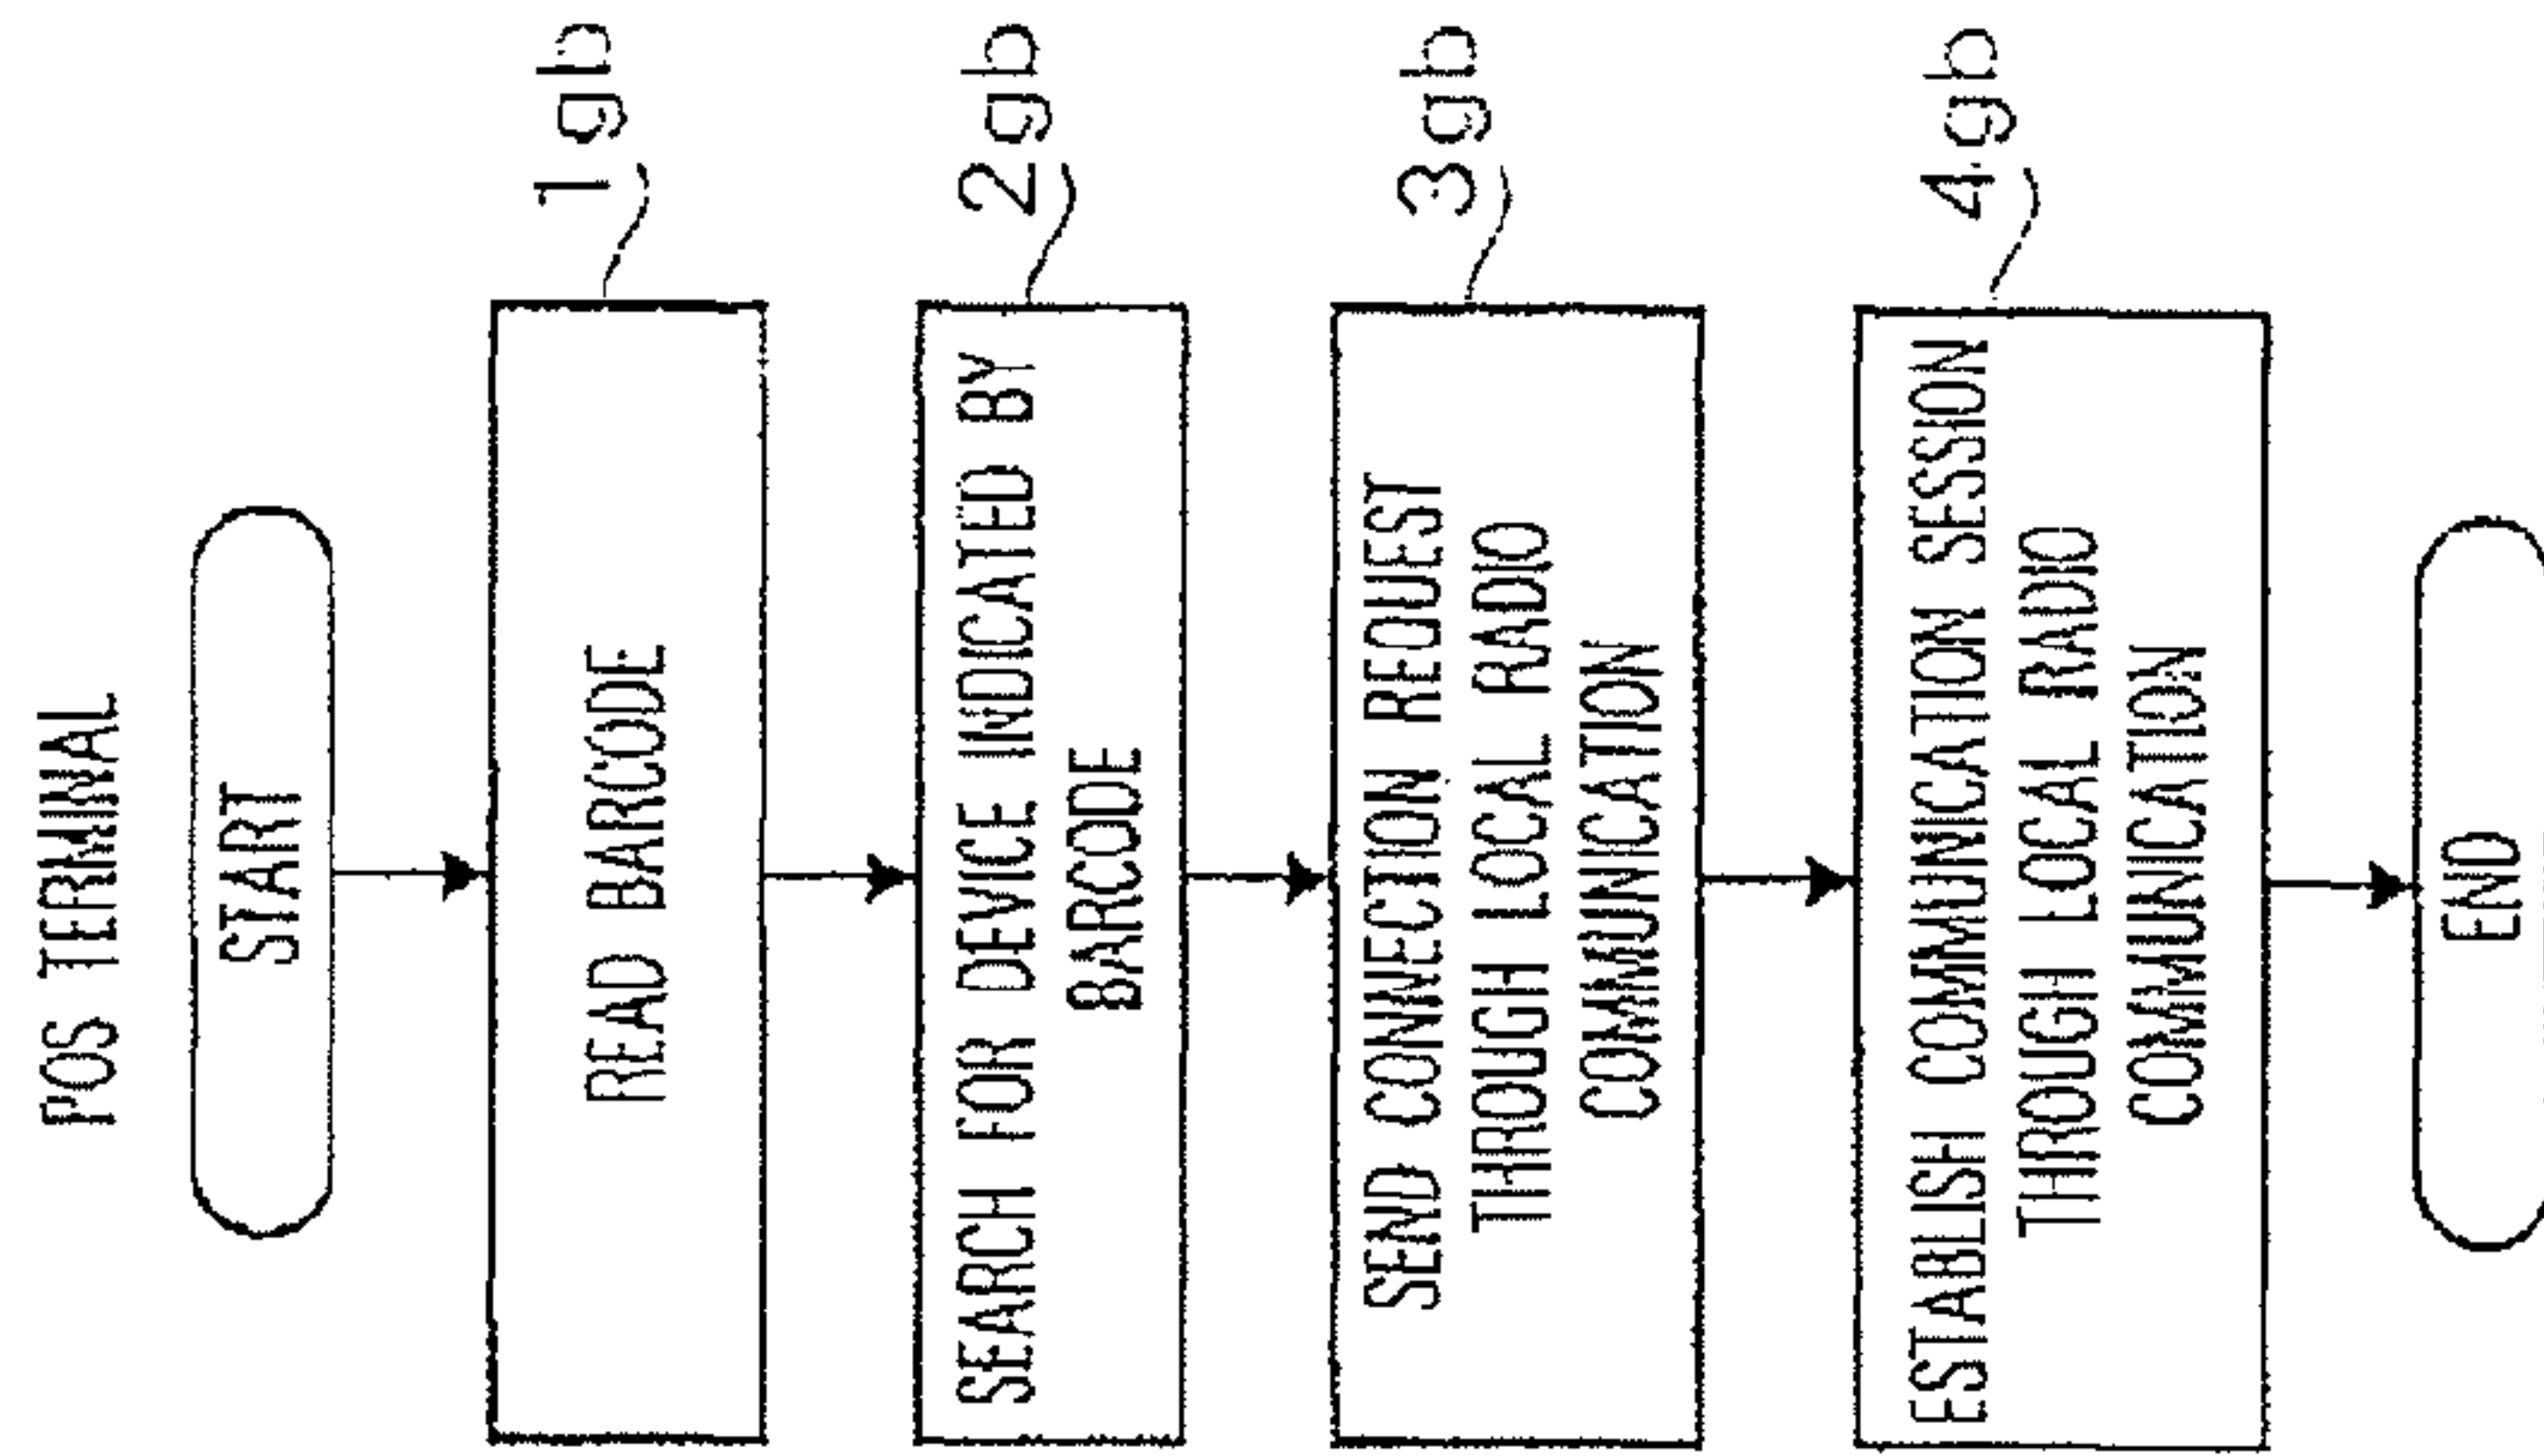 POS TERMINAL
START
READ BARCODE
1gb
SEARCH FOR DEVICE INDICATED BY
BARCODE
2gb
SEND CONNECTION REQUEST
THROUGH LOCAL RADIO
COMMUNICATION
3gb
ESTABLISH COMMUNICATION SESSION
THROUGH LOCAL RADIO
COMMUNICATION
4gb
END